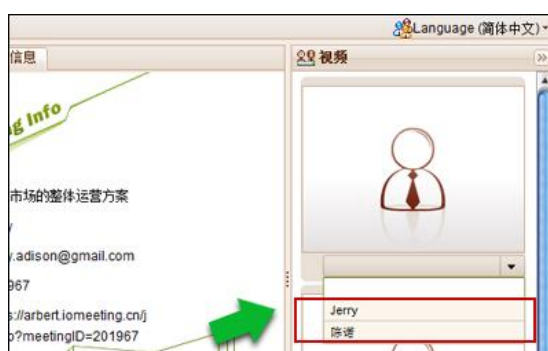 Language (简体中文)
信息
视频
ng Info
市场的整体运营方案
y.adison@gmail.com
967
s://arbert.iomeeting.cn/j
p?meetingID=201967
Jerry
陈诺